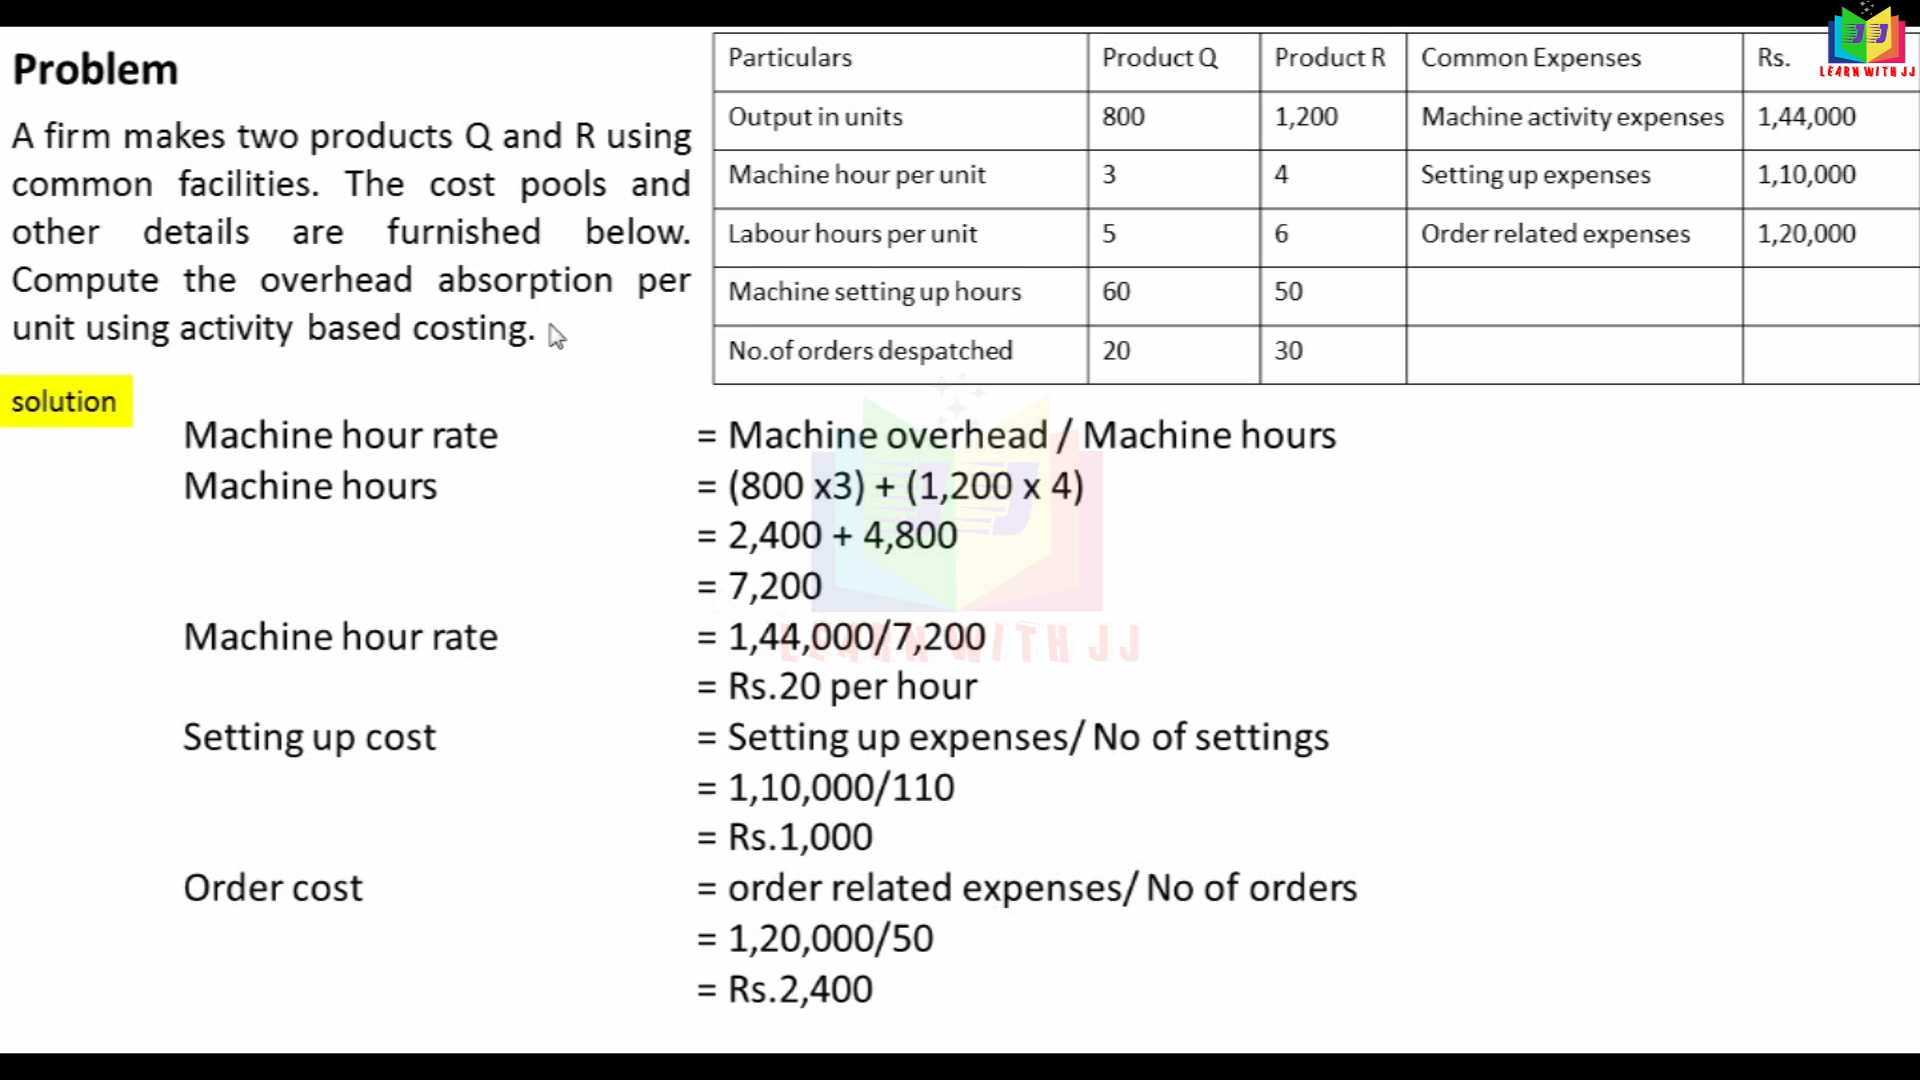 Problem
A firm makes two products Q and R using
common facilities. The cost pools and
other details are furnished below.
Compute the overhead absorption per
unit using activity based costing.
Particulars Product Q Product R Common Expenses Rs.
Output in units 800 1,200 Machine activity expenses 1,44,000
Machine hour per unit 3 4 Setting up expenses 1,10,000
Labour hours per unit 5 6 Order related expenses 1,20,000
Machine setting up hours 60 50
No.of orders despatched 20 30
LEARN WITH JJ
solution
Machine hour rate = Machine overhead / Machine hours
Machine hours = (800 x3) + (1,200 x 4)
= 2,400 + 4,800
= 7,200
Machine hour rate = 1,44,000/7,200
LEARN WITH JJ
= Rs.20 per hour
Setting up cost = Setting up expenses/ No of settings
= 1,10,000/110
= Rs.1,000
Order cost = order related expenses/ No of orders
= 1,20,000/50
= Rs.2,400